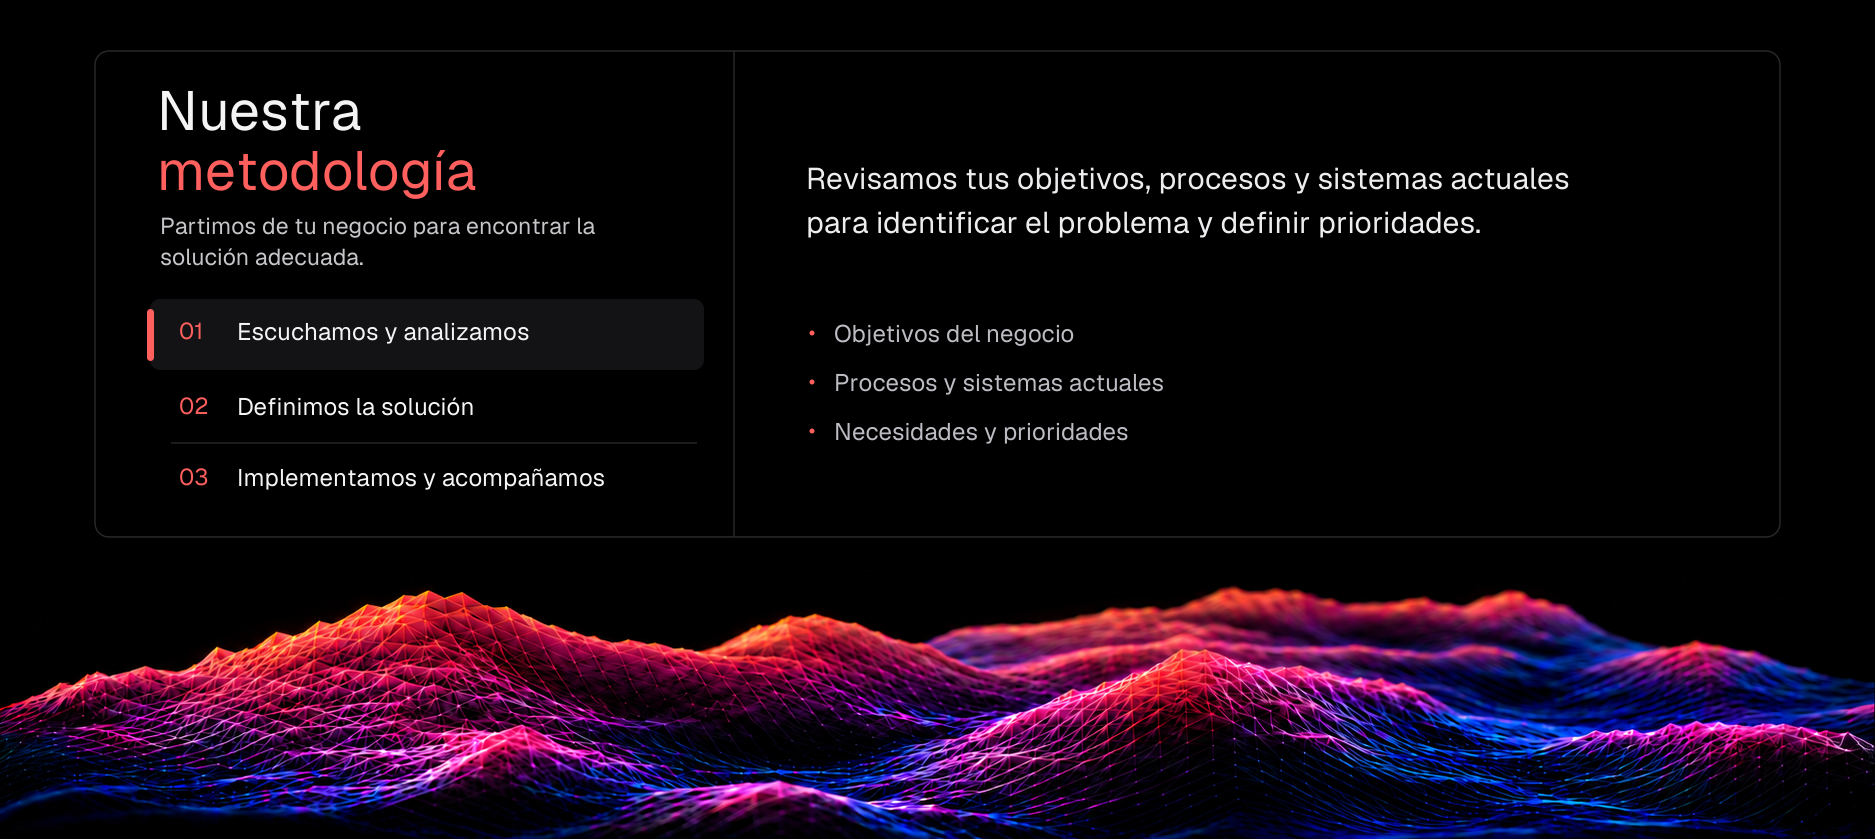 Nuestra
metodología
Partimos de tu negocio para encontrar la
solución adecuada.
01 Escuchamos y analizamos
02 Definimos la solución
03 Implementamos y acompañamos
Revisamos tus objetivos, procesos y sistemas actuales
para identificar el problema y definir prioridades.
• Objetivos del negocio
• Procesos y sistemas actuales
• Necesidades y prioridades